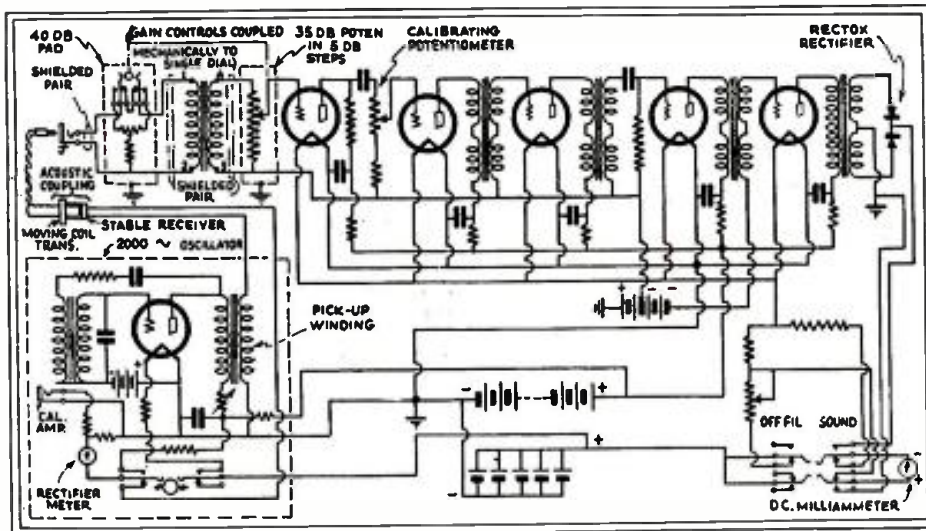 40 DB
PAD
SHIELDED
PAIR
GAIN CONTROLS COUPLED
MECHANICALLY TO
SINGLE DIAL)
35 DB POTEN
IN 5 DB
STEPS
CALIBRATING
POTENTIOMETER
RECTOX
RECTIFIER
ACOUSTIC
COUPLING
SHIELDED
PAIR
MOVING COIL
TRANS.
STABLE RECEIVER
2000 ~ OSCILLATOR
PICK-UP
WINDING
CAL.
AMP.
RECTIFIER
METER
OFF FIL SOUND
D.C. MILLIAMMETER